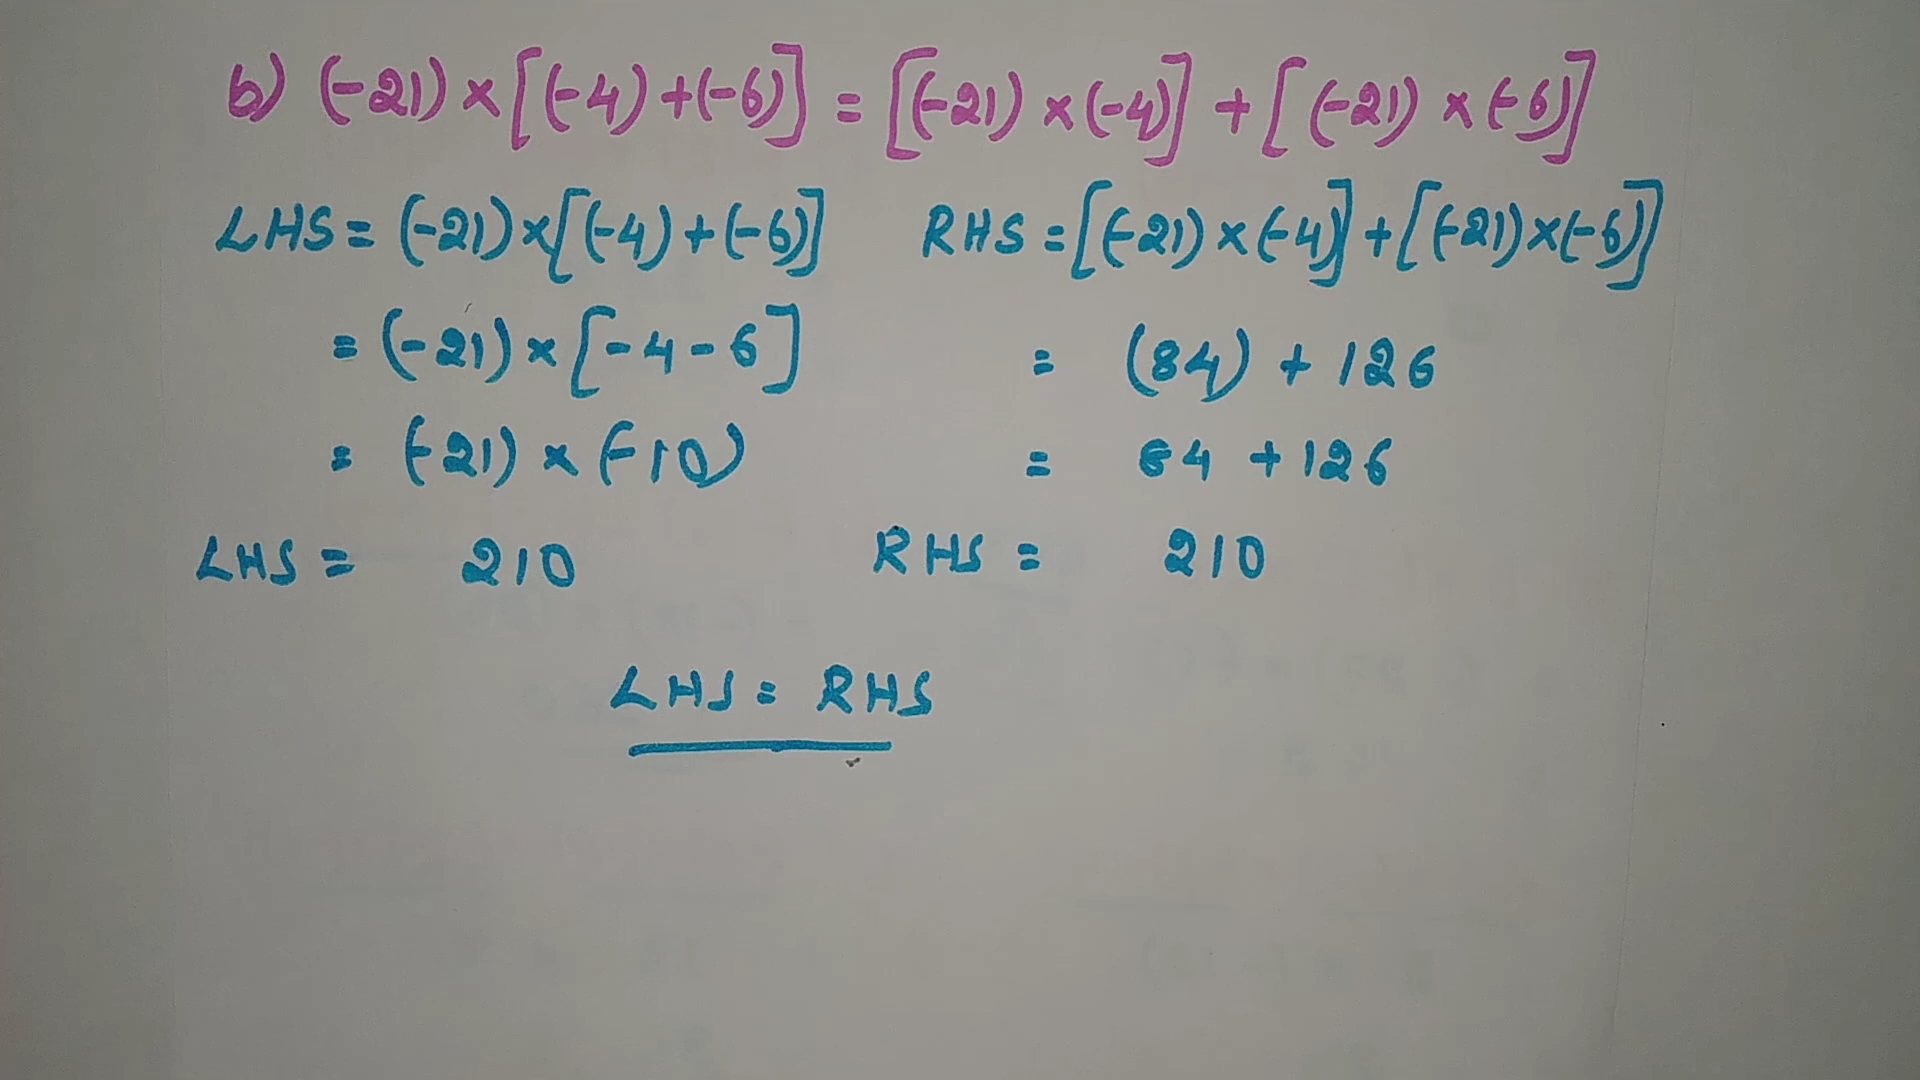 b) (-21) × [(-4) + (-6)] = [(-21) × (-4)] + [(-21) × (-6)]
LHS = (-21) × [(-4) + (-6)]
= (-21) × [-4-6]
= (-21) × (-10)
LHS = 210
RHS = [(-21) × (-4)] + [(-21) × (-6)]
= (84) + 126
= 84 + 126
RHS = 210
LHS = RHS